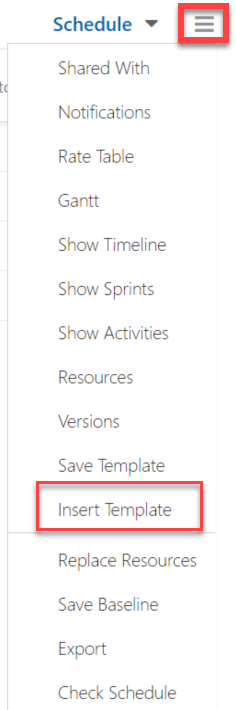 Schedule
Shared With
Notifications
Rate Table
Gantt
Show Timeline
Show Sprints
Show Activities
Resources
Versions
Save Template
Insert Template
Replace Resources
Save Baseline
Export
Check Schedule